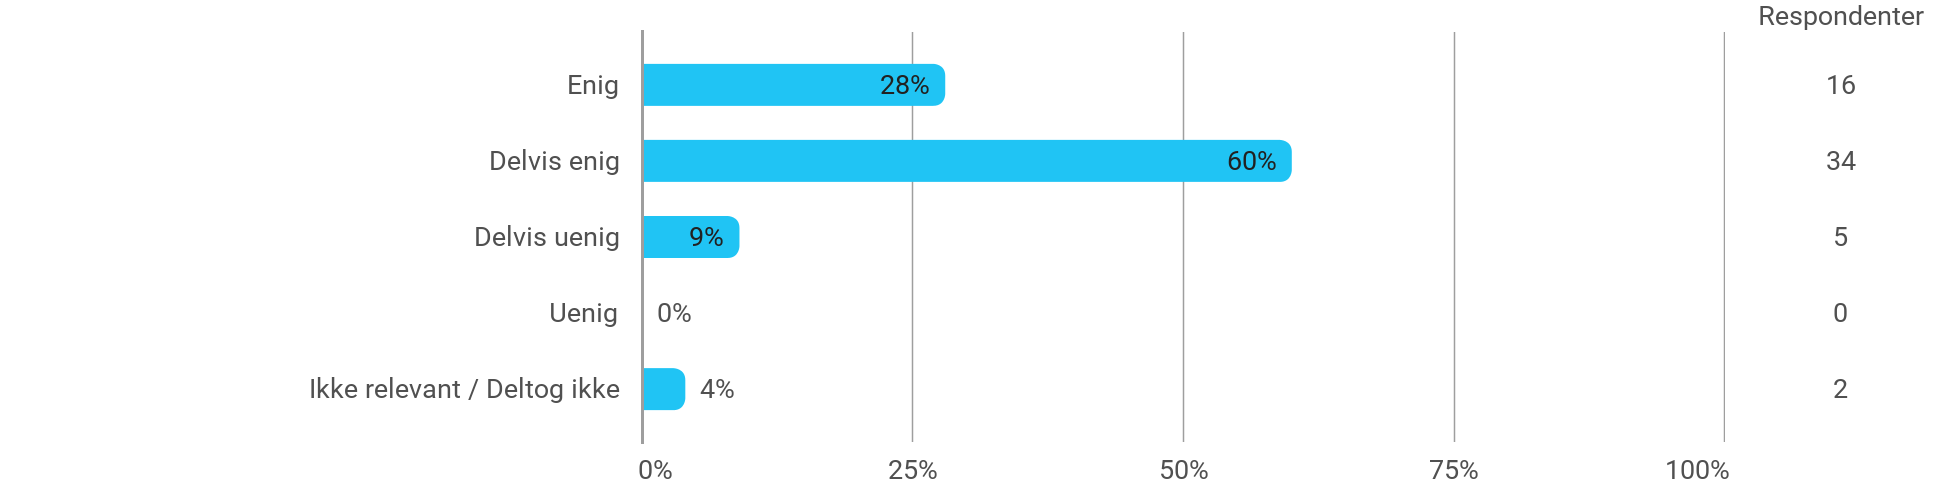 Respondenter
Enig 28% 16
Delvis enig 60% 34
Delvis uenig 9% 5
Uenig 0% 0
Ikke relevant / Deltog ikke 4% 2
0% 25% 50% 75% 100%